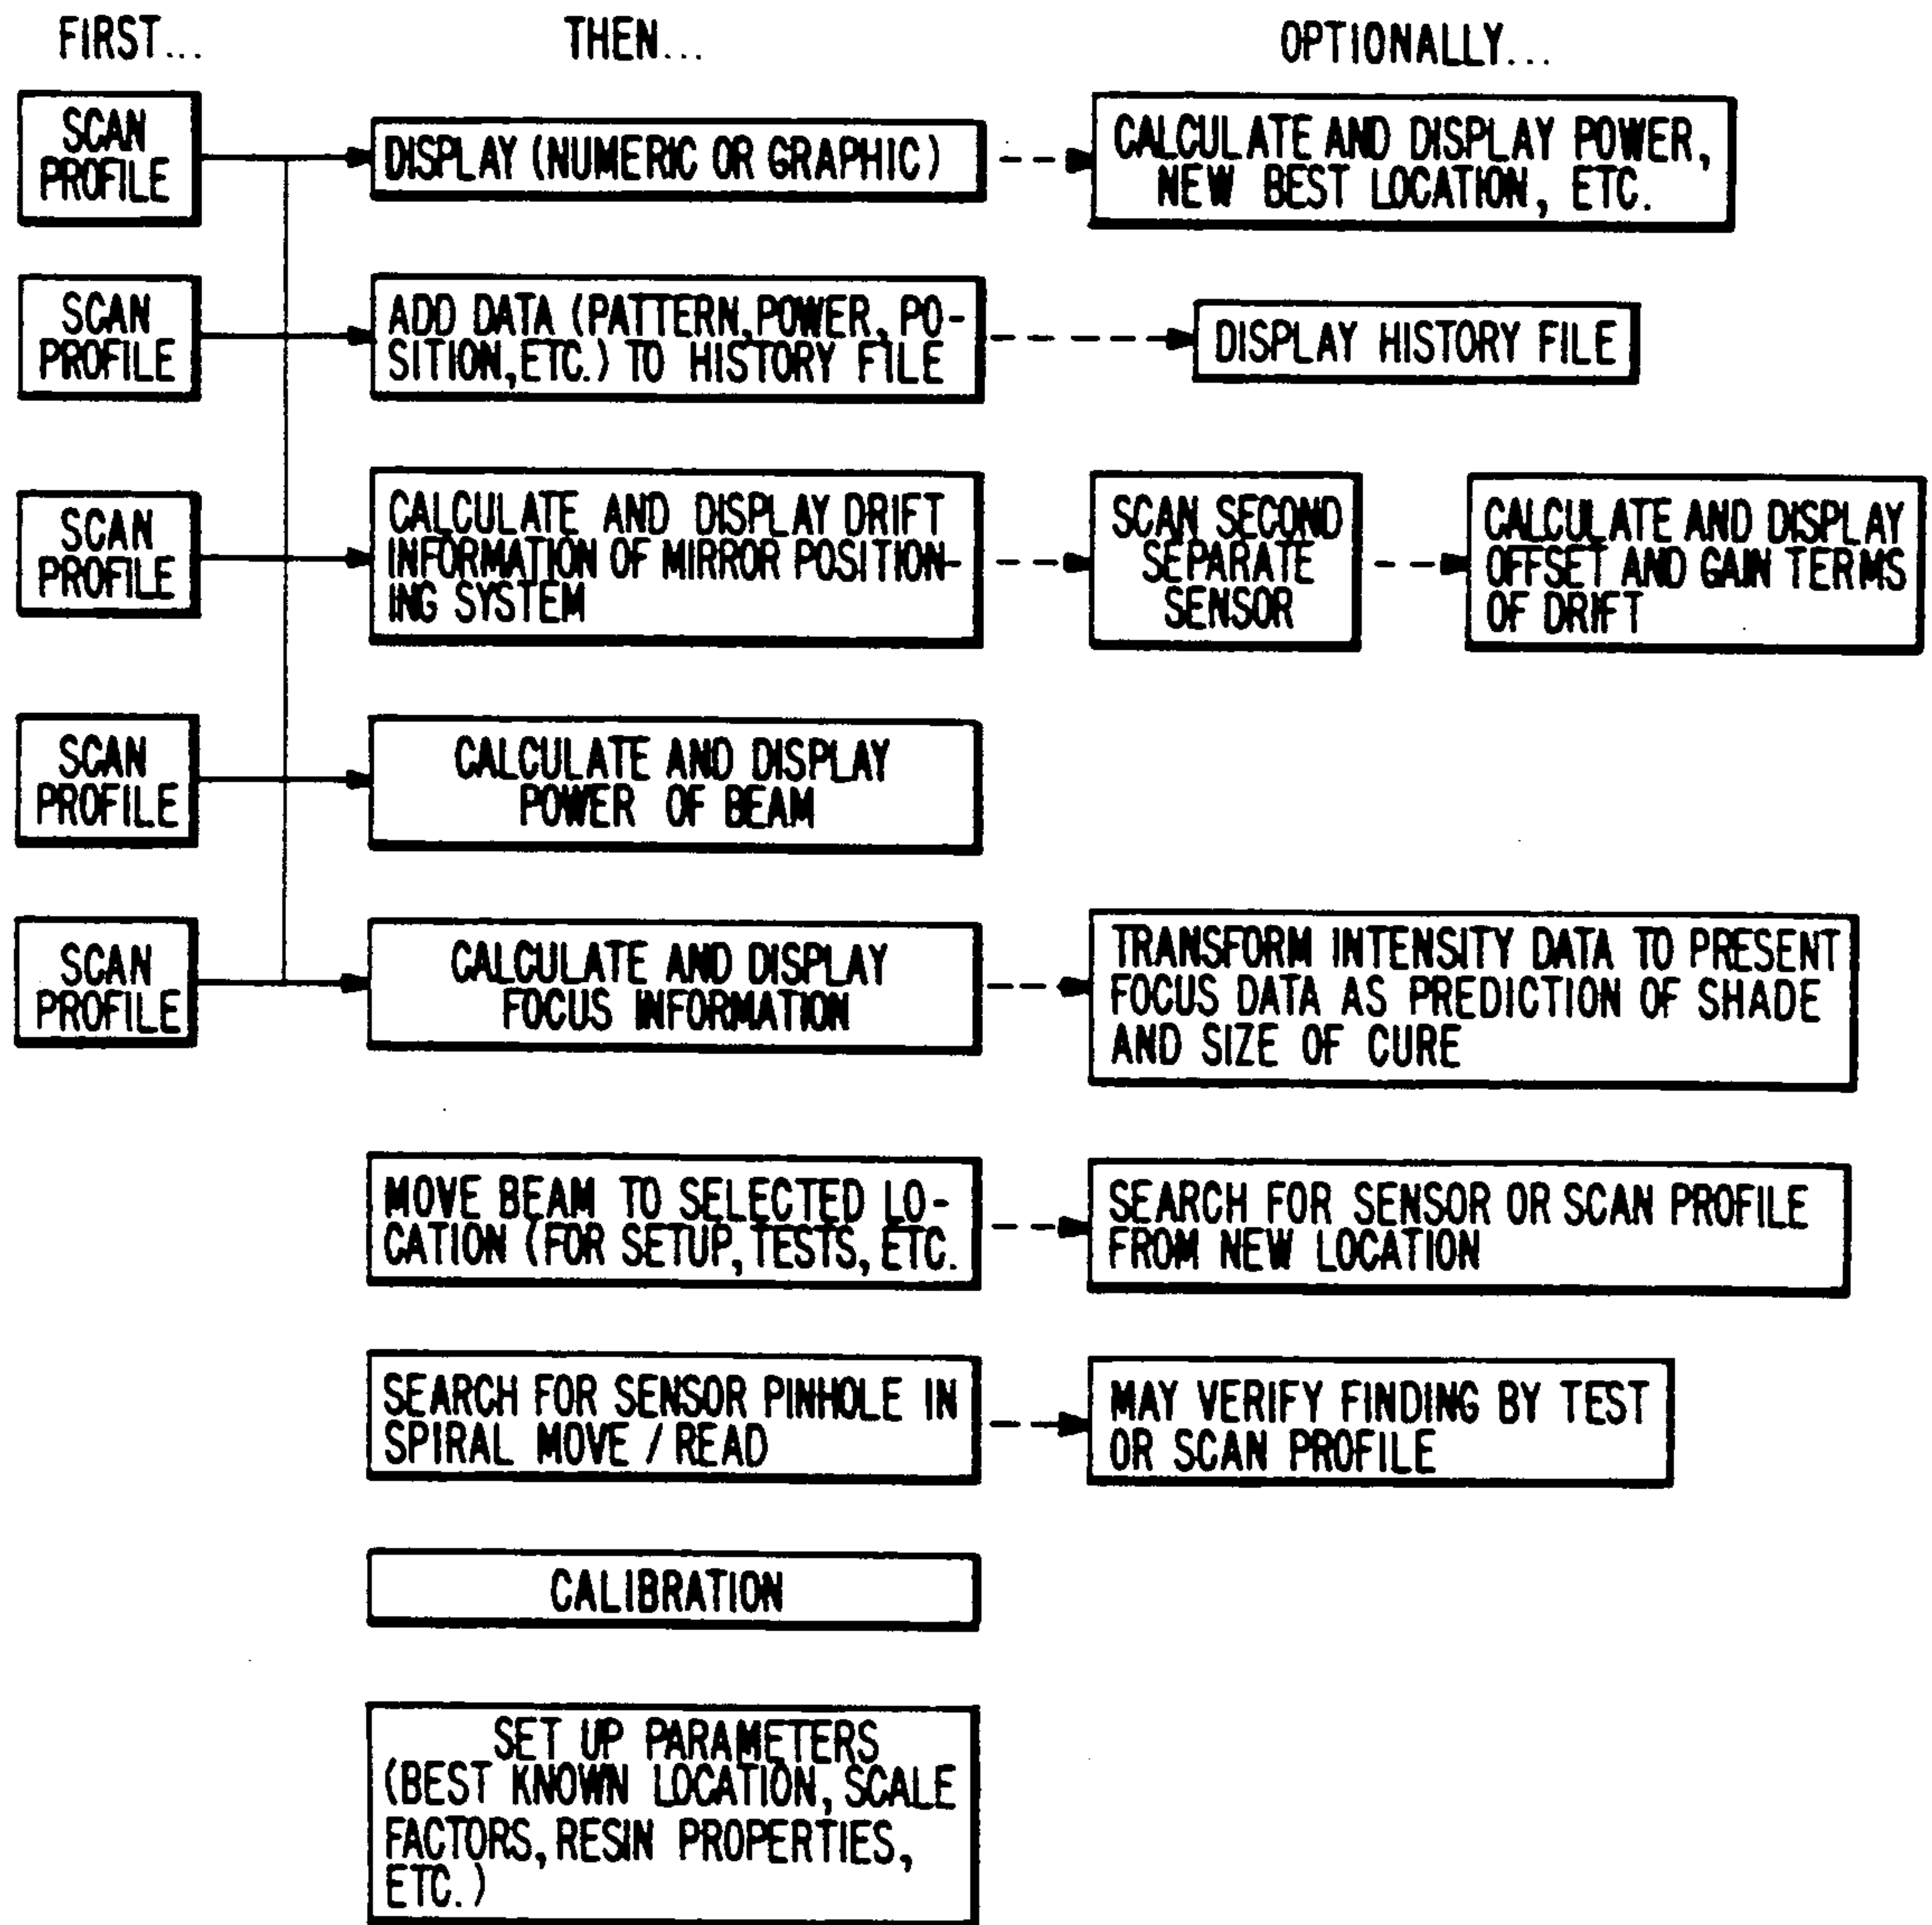 FIRST...
THEN...
OPTIONALLY...
SCAN
PROFILE
DISPLAY (NUMERIC OR GRAPHIC)
CALCULATE AND DISPLAY POWER,
NEW BEST LOCATION, ETC.
SCAN
PROFILE
ADD DATA (PATTERN, POWER, PO-
SITION, ETC.) TO HISTORY FILE
DISPLAY HISTORY FILE
SCAN
PROFILE
CALCULATE AND DISPLAY DRIFT
INFORMATION OF MIRROR POSITION-
ING SYSTEM
SCAN SECOND
SEPARATE
SENSOR
CALCULATE AND DISPLAY
OFFSET AND GAIN TERMS
OF DRIFT
SCAN
PROFILE
CALCULATE AND DISPLAY
POWER OF BEAM
SCAN
PROFILE
CALCULATE AND DISPLAY
FOCUS INFORMATION
TRANSFORM INTENSITY DATA TO PRESENT
FOCUS DATA AS PREDICTION OF SHADE
AND SIZE OF CURE
MOVE BEAM TO SELECTED LO-
CATION (FOR SETUP, TESTS, ETC.
SEARCH FOR SENSOR OR SCAN PROFILE
FROM NEW LOCATION
SEARCH FOR SENSOR PINHOLE IN
SPIRAL MOVE / READ
MAY VERIFY FINDING BY TEST
OR SCAN PROFILE
CALIBRATION
SET UP PARAMETERS
(BEST KNOWN LOCATION, SCALE
FACTORS, RESIN PROPERTIES,
ETC.)